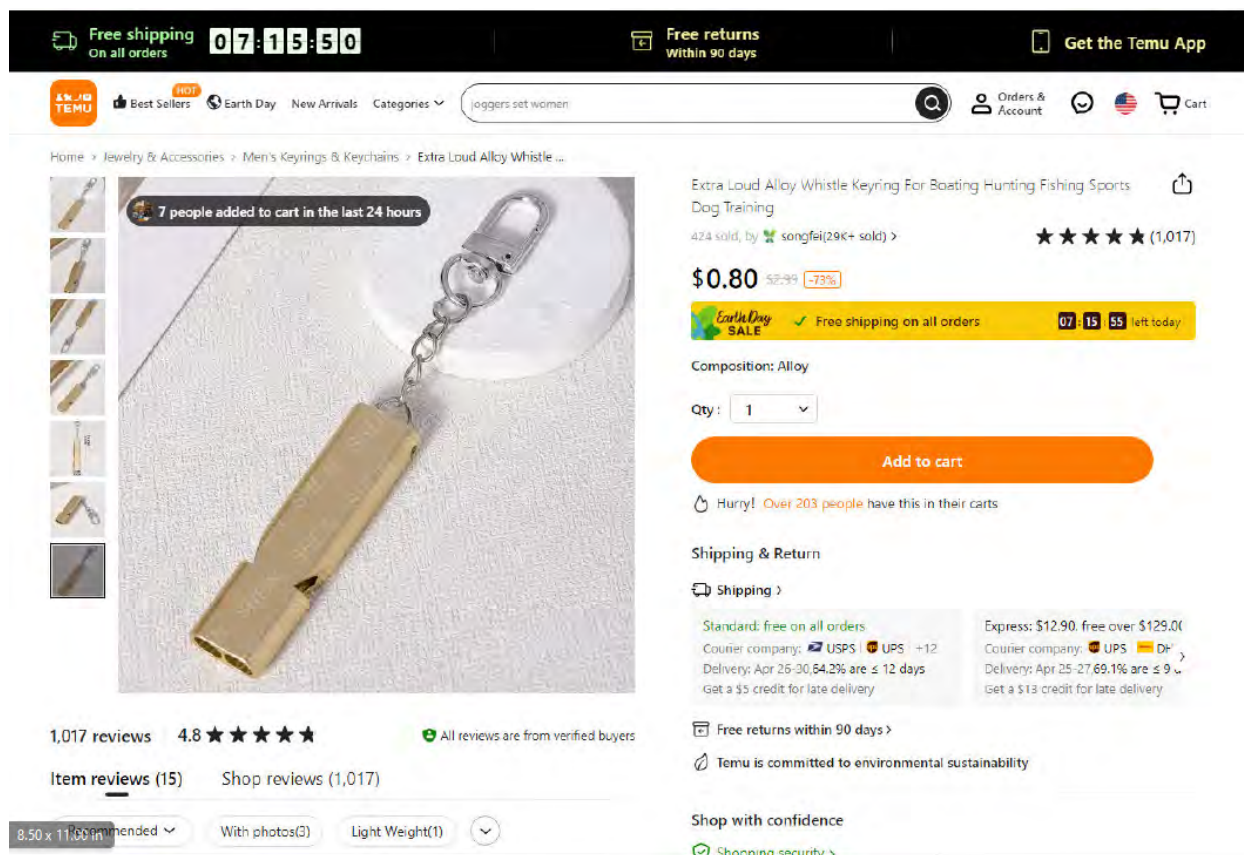 Free shipping
On all orders
07:15:50
Free returns
Within 90 days
Get the Temu App
TEMU
Best Sellers
HOT
Earth Day
New Arrivals
Categories
joggers set women
Orders &
Account
Cart
Home > Jewelry & Accessories > Men's Keyrings & Keychains > Extra Loud Alloy Whistle ...
7 people added to cart in the last 24 hours
Extra Loud Alloy Whistle Keyring For Boating Hunting Fishing Sports
Dog Training
424 sold, by songfei(29K+ sold) >
(1,017)
$0.80 $2.99 -73%
Earth Day
SALE
Free shipping on all orders
07:15:55 left today
Composition: Alloy
Qty: 1
Add to cart
Hurry! Over 203 people have this in their carts
Shipping & Return
Shipping >
Standard: free on all orders
Courier company: USPS | UPS +12
Delivery: Apr 26-30, 64.2% are ≤ 12 days
Get a $5 credit for late delivery
Express: $12.90. free over $129.0(
Courier company: UPS DH
Delivery: Apr 25-27, 69.1% are ≤ 9
Get a $13 credit for late delivery
1,017 reviews
4.8
All reviews are from verified buyers
Free returns within 90 days >
Item reviews (15)
Shop reviews (1,017)
Temu is committed to environmental sustainability
8.50 x 11.00 in
mmended
With photos(3)
Light Weight(1)
Shop with confidence
Shopping security >